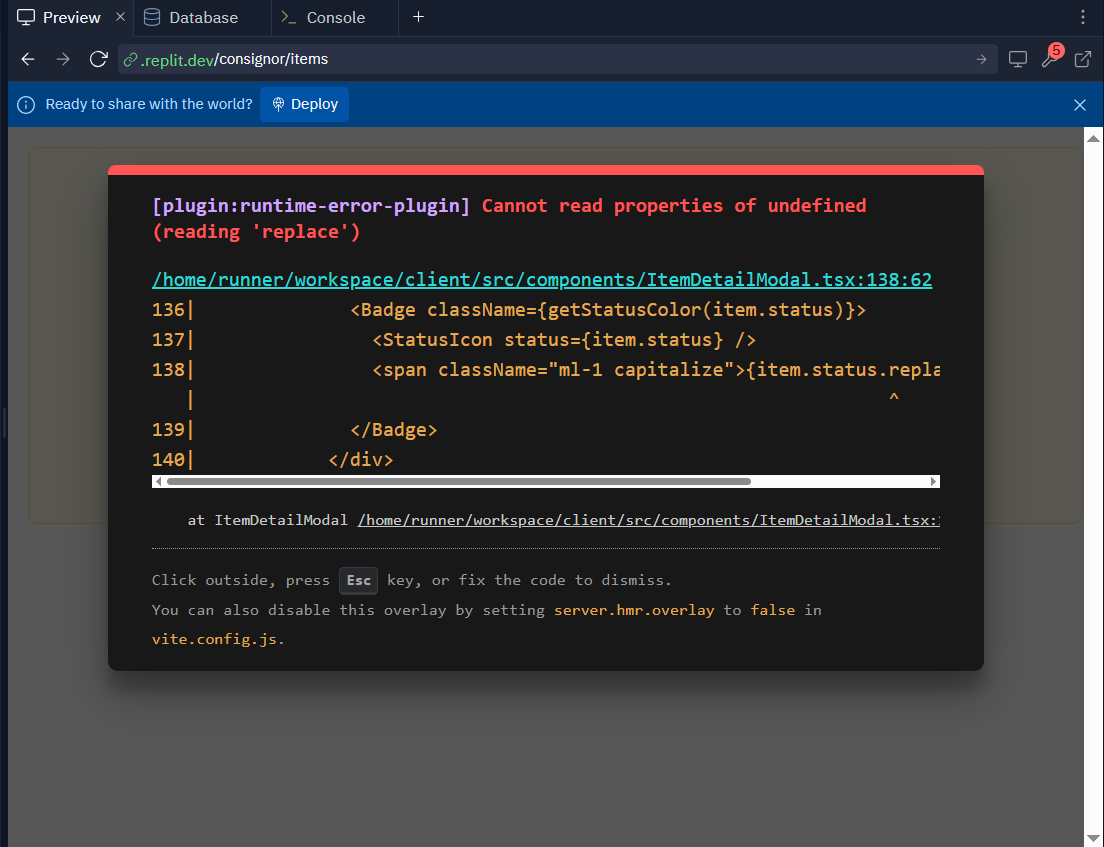 Preview
Database
Console
.replit.dev/consignor/items
5
Ready to share with the world?
Deploy
[plugin:runtime-error-plugin] Cannot read properties of undefined
(reading 'replace')
/home/runner/workspace/client/src/components/ItemDetailModal.tsx:138:62
136| <Badge className={getStatusColor(item.status)}>
137| <StatusIcon status={item.status} />
138| <span className="ml-1 capitalize">{item.status.repla
| ^
139| </Badge>
140| </div>
at ItemDetailModal /home/runner/workspace/client/src/components/ItemDetailModal.tsx:1
Click outside, press Esc key, or fix the code to dismiss.
You can also disable this overlay by setting server.hmr.overlay to false in
vite.config.js.